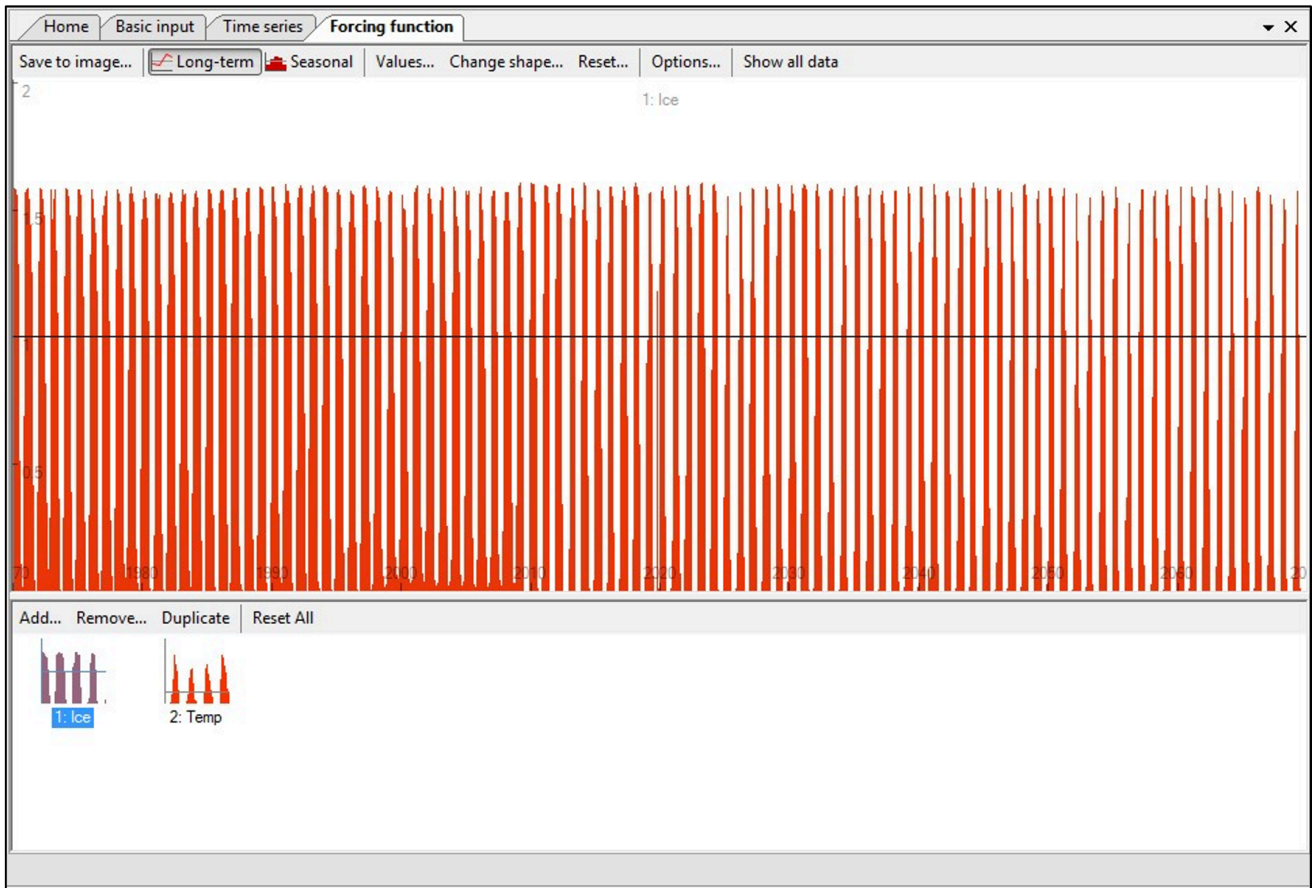 Home Basic input Time series Forcing function
Save to image... Long-term Seasonal Values... Change shape... Reset... Options... Show all data
2
1: Ice
1.5
0.5
70 1980 1990 2000 2010 2020 2030 2040 2050 2060 20
Add... Remove... Duplicate Reset All
1: Ice 2: Temp